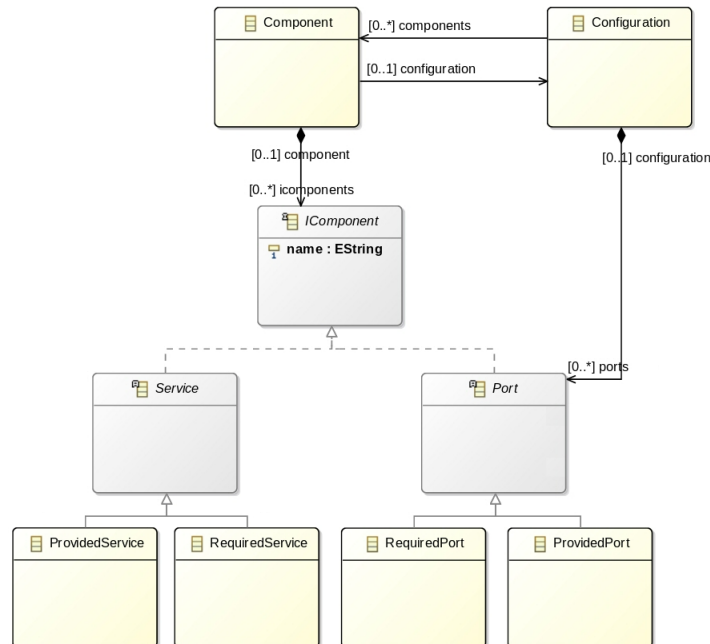 Component
Configuration
[0..*] components
[0..1] configuration
[0..1] component
[0..1] configuration
[0..*] icomponents
IComponent
name : EString
[0..*] ports
Service
Port
ProvidedService
RequiredService
RequiredPort
ProvidedPort